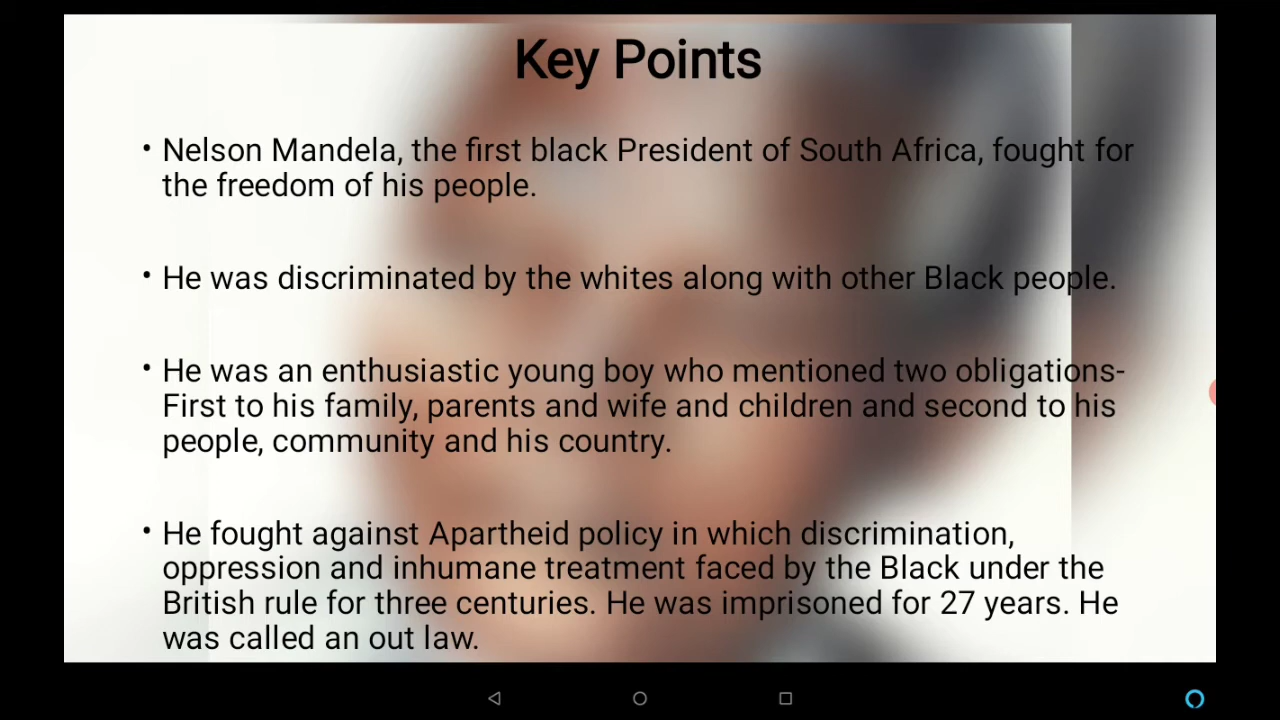 Key Points
• Nelson Mandela, the first black President of South Africa, fought for
the freedom of his people.
• He was discriminated by the whites along with other Black people.
• He was an enthusiastic young boy who mentioned two obligations-
First to his family, parents and wife and children and second to his
people, community and his country.
• He fought against Apartheid policy in which discrimination,
oppression and inhumane treatment faced by the Black under the
British rule for three centuries. He was imprisoned for 27 years. He
was called an out law.